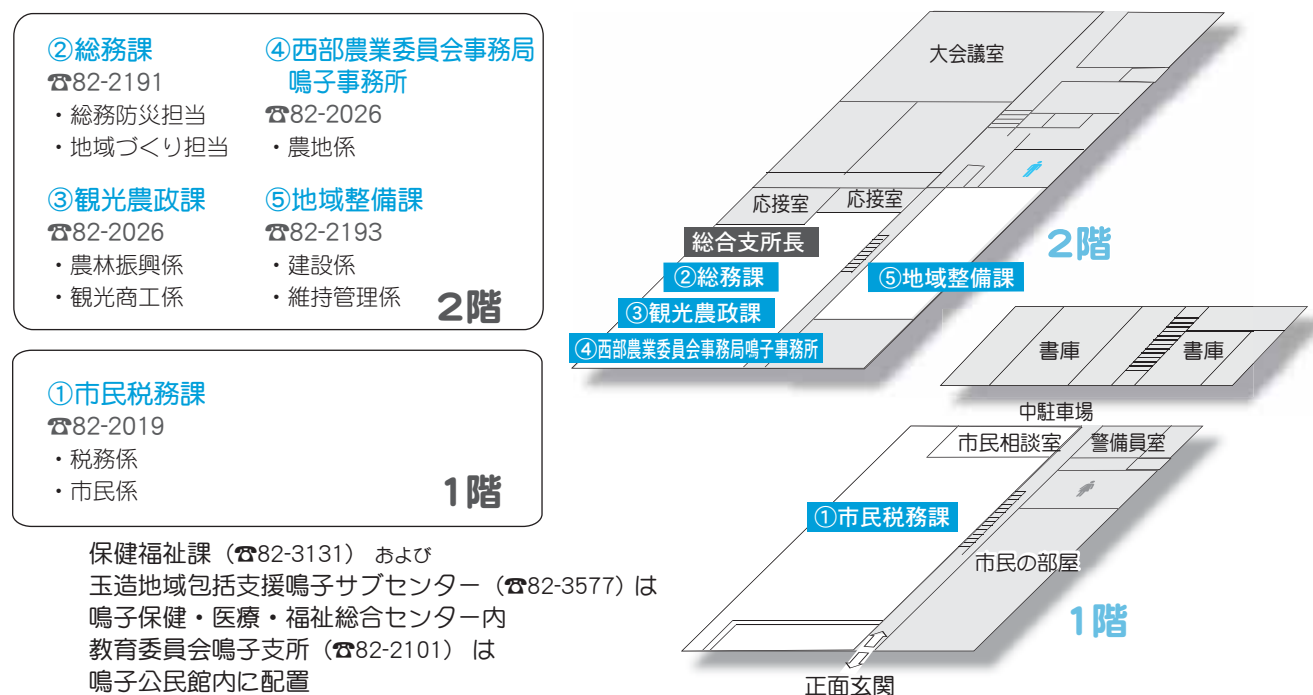 ②総務課
☎82-2191
・総務防災担当
・地域づくり担当
④西部農業委員会事務局
鳴子事務所
☎82-2026
・農地係
③観光農政課
☎82-2026
・農林振興係
・観光商工係
⑤地域整備課
☎82-2193
・建設係
・維持管理係
2階
①市民税務課
☎82-2019
・税務係
・市民係
1階
保健福祉課（☎82-3131） および
玉造地域包括支援鳴子サブセンター（☎82-3577）は
鳴子保健・医療・福祉総合センター内
教育委員会鳴子支所（☎82-2101） は
鳴子公民館内に配置
大会議室
応接室
応接室
総合支所長
②総務課
③観光農政課
④西部農業委員会事務局鳴子事務所
⑤地域整備課
2階
書庫
書庫
中駐車場
市民相談室
警備員室
①市民税務課
市民の部屋
1階
正面玄関